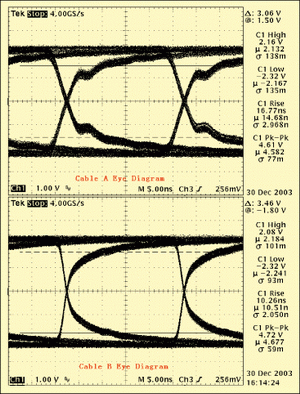 Tek Stop: 4.00GS/s
Δ: 3.06 V
@: 1.50 V
C1 High
2.16 V
μ 2.132
σ 138m
C1 Low
-2.32 V
μ -2.167
σ 135m
C1 Rise
16.77ns
μ 14.68n
σ 2.968n
C1 Pk-Pk
4.61 V
μ 4.582
σ 77m
Cable A Eye Diagram
Ch1 1.00 V M 5.00ns Ch3 256mV
30 Dec 2003
Tek Stop: 4.00GS/s
Δ: 3.46 V
@: -1.80 V
C1 High
2.08 V
μ 2.184
σ 101m
C1 Low
-2.32 V
μ -2.241
σ 93m
C1 Rise
10.26ns
μ 10.51n
σ 2.050n
C1 Pk-Pk
4.72 V
μ 4.677
σ 59m
Cable B Eye Diagram
Ch1 1.00 V M 5.00ns Ch3 256mV
30 Dec 2003
16:14:24